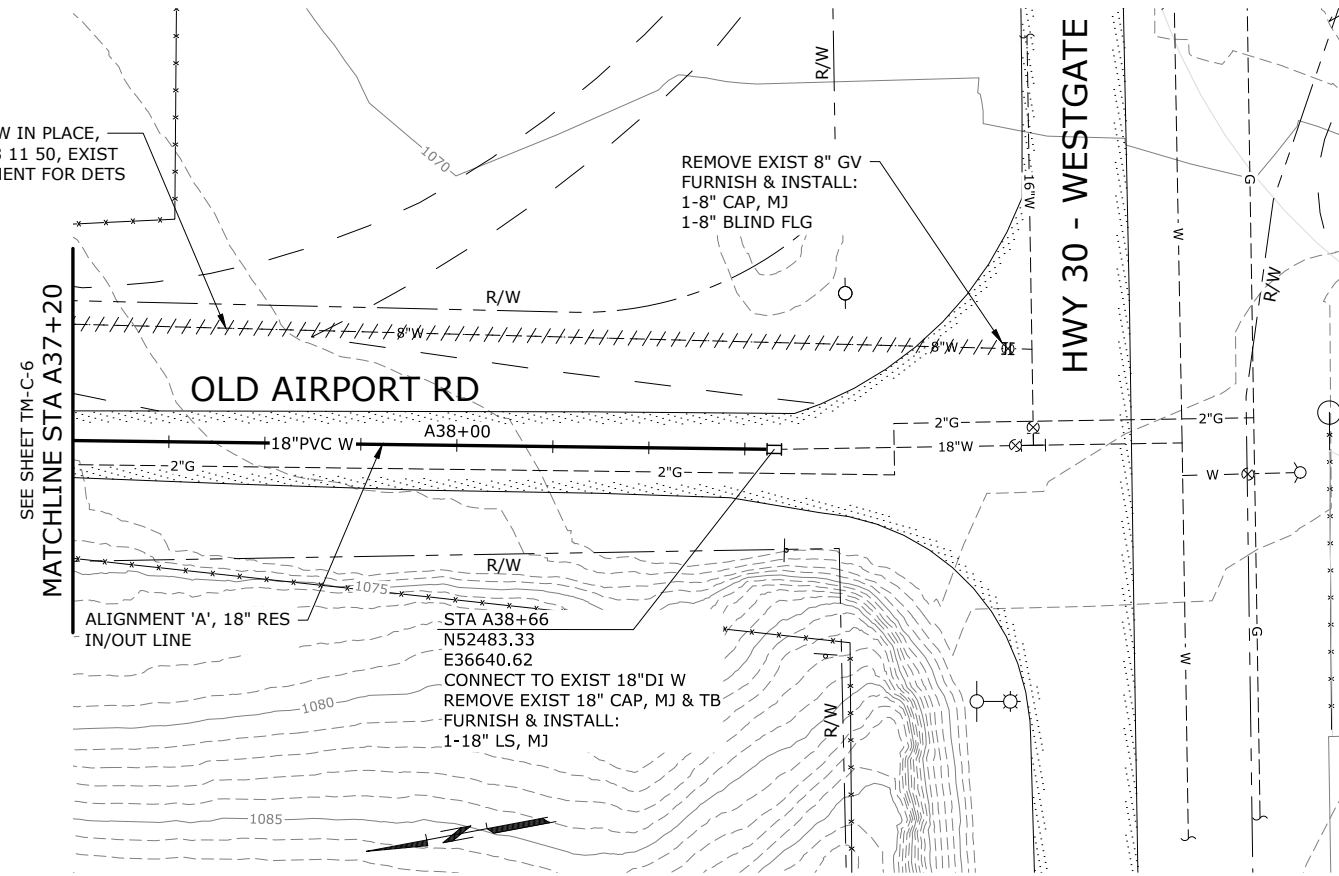 W IN PLACE,
11 50, EXIST
MENT FOR DETS
1070
REMOVE EXIST 8" GV
FURNISH & INSTALL:
1-8" CAP, MJ
1-8" BLIND FLG
R/W
16"W
HWY 30 - WESTGATE
G
W
R/W
R/W
8"W
8"W
SEE SHEET TM-C-6
MATCHLINE STA A37+20
OLD AIRPORT RD
18"PVC W
A38+00
2"G
2"G
18"W
2"G
2"G
W
R/W
1075
ALIGNMENT 'A', 18" RES
IN/OUT LINE
STA A38+66
N52483.33
E36640.62
CONNECT TO EXIST 18"DI W
REMOVE EXIST 18" CAP, MJ & TB
FURNISH & INSTALL:
1-18" LS, MJ
R/W
W
G
1080
1085